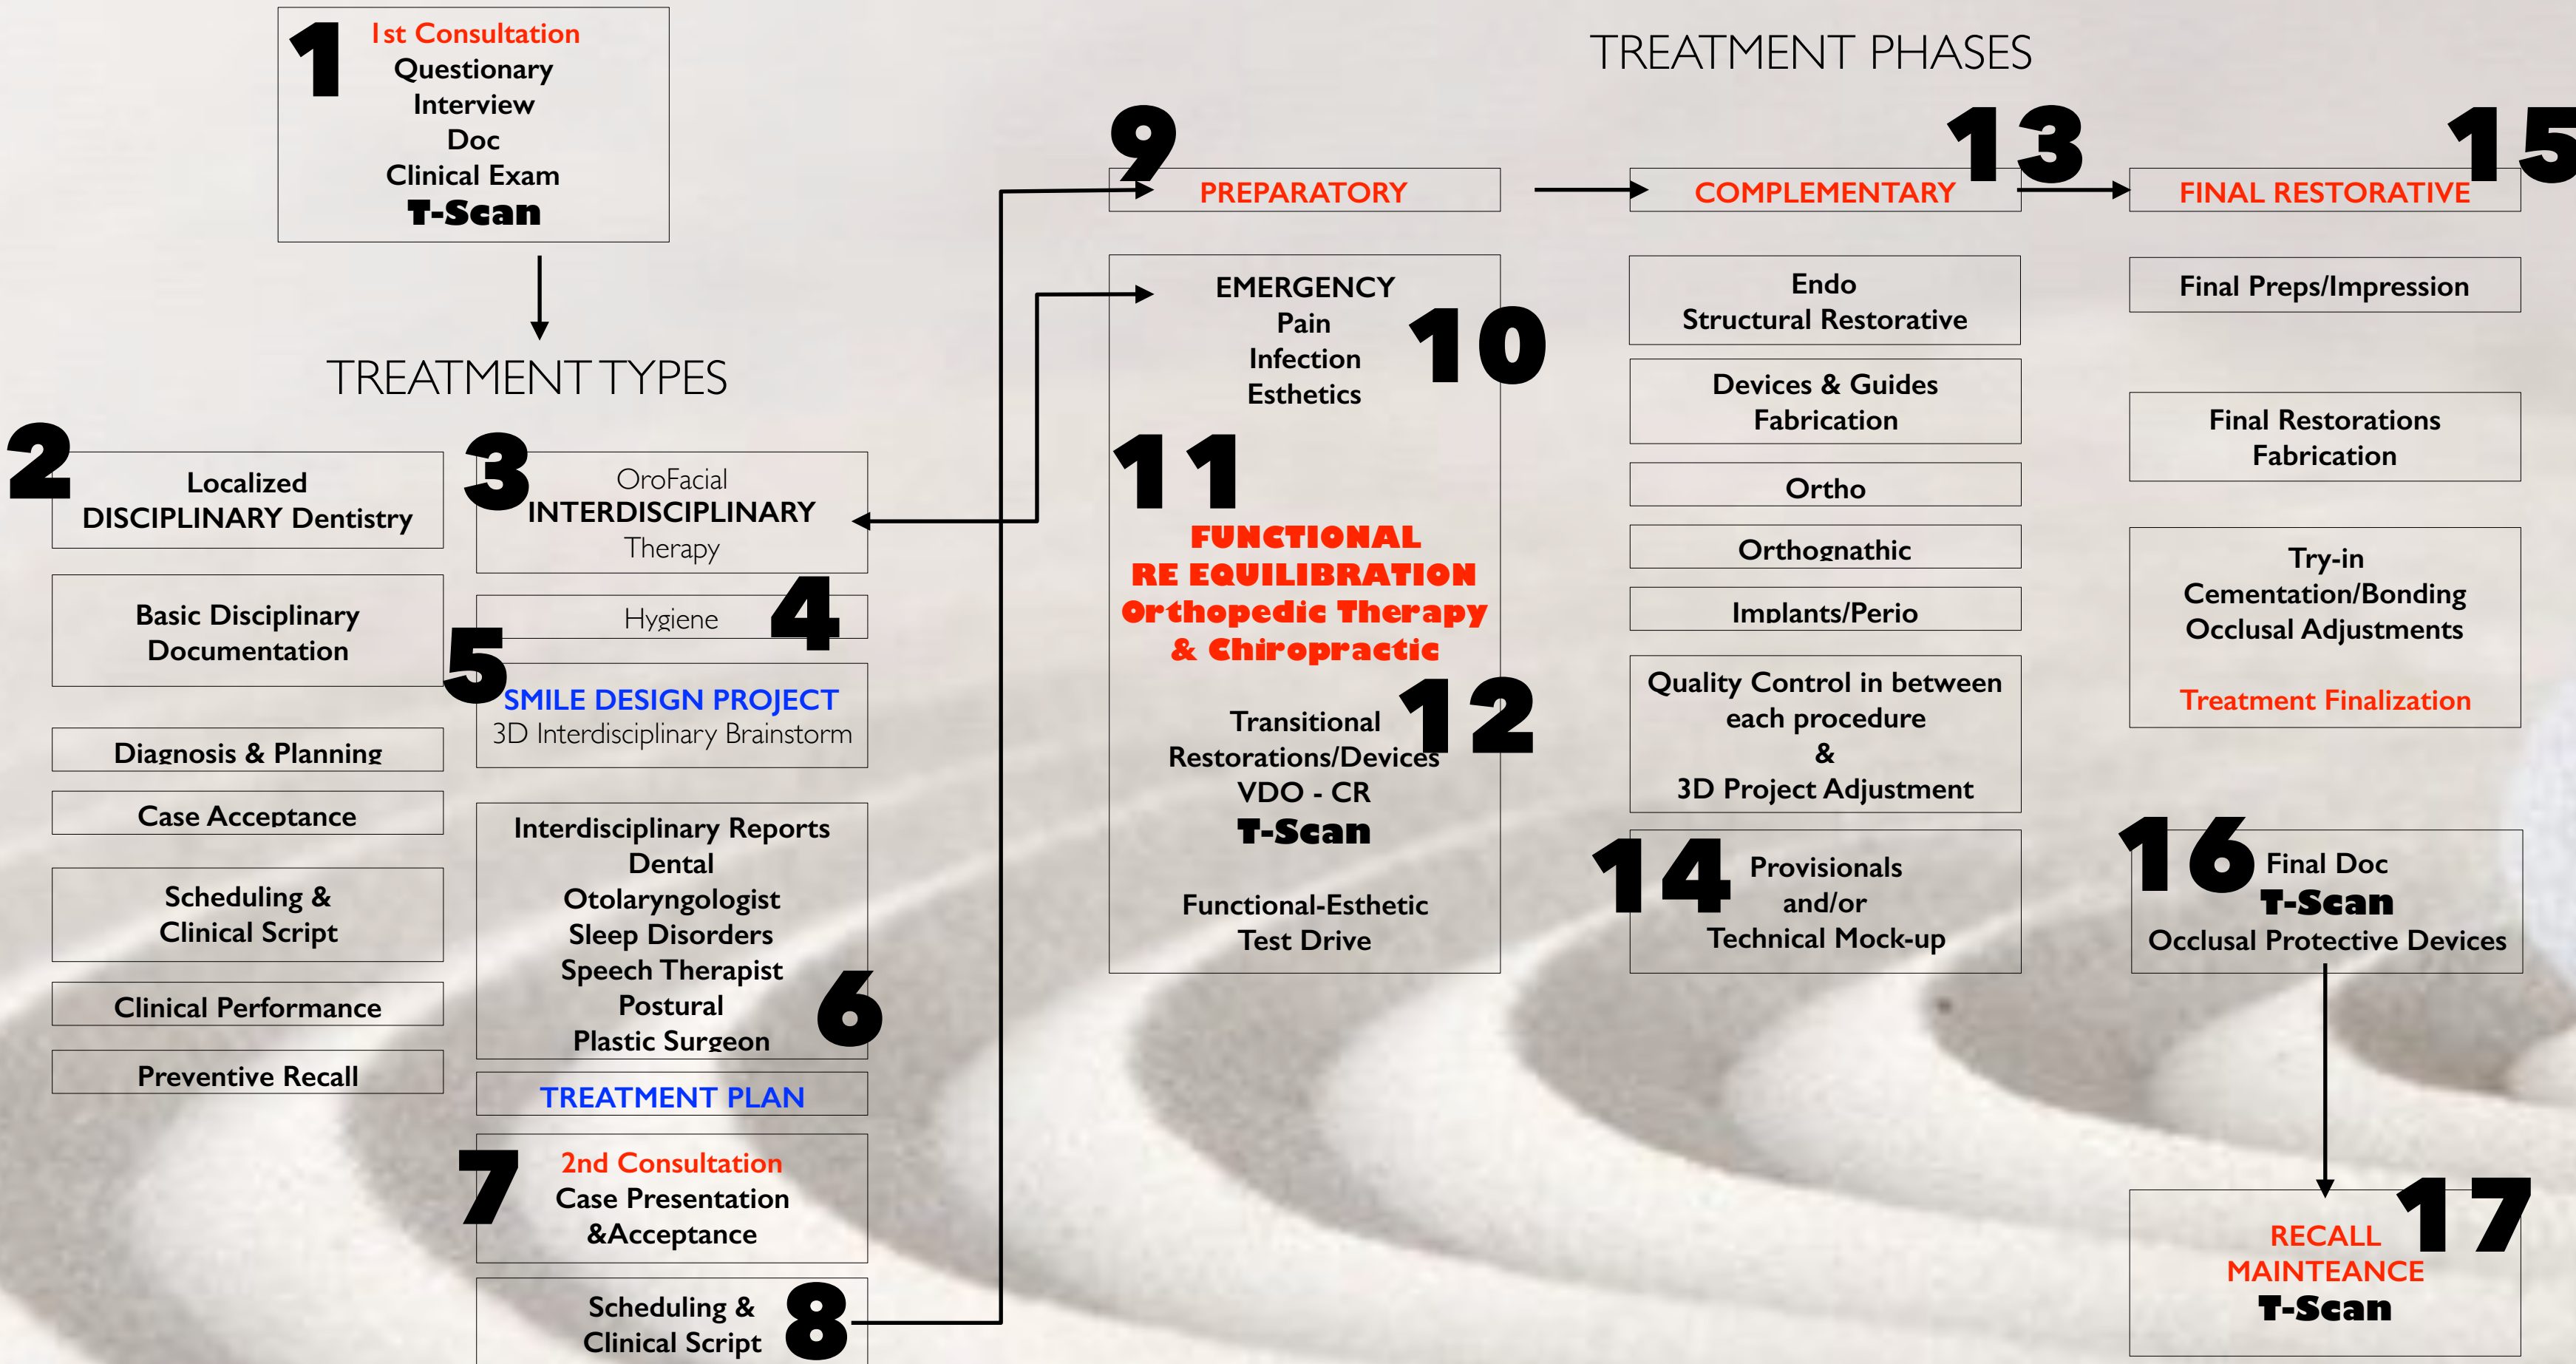 1
1st Consultation
Questionary
Interview
Doc
Clinical Exam
T-Scan
TREATMENT TYPES
2
Localized
DISCIPLINARY Dentistry
Basic Disciplinary
Documentation
Diagnosis & Planning
Case Acceptance
Scheduling &
Clinical Script
Clinical Performance
Preventive Recall
3
OroFacial
INTERDISCIPLINARY
Therapy
Hygiene
4
5
SMILE DESIGN PROJECT
3D Interdisciplinary Brainstorm
Interdisciplinary Reports
Dental
Otolaryngologist
Sleep Disorders
Speech Therapist
Postural
Plastic Surgeon
6
TREATMENT PLAN
7
2nd Consultation
Case Presentation
&Acceptance
Scheduling &
Clinical Script
8
TREATMENT PHASES
9
PREPARATORY
EMERGENCY
Pain
Infection
Esthetics
10
11
FUNCTIONAL
RE EQUILIBRATION
Orthopedic Therapy
& Chiropractic
12
Transitional
Restorations/Devices
VDO - CR
T-Scan
Functional-Esthetic
Test Drive
13
COMPLEMENTARY
Endo
Structural Restorative
Devices & Guides
Fabrication
Ortho
Orthognathic
Implants/Perio
Quality Control in between
each procedure
&
3D Project Adjustment
14
Provisionals
and/or
Technical Mock-up
15
FINAL RESTORATIVE
Final Preps/Impression
Final Restorations
Fabrication
Try-in
Cementation/Bonding
Occlusal Adjustments
Treatment Finalization
16
Final Doc
T-Scan
Occlusal Protective Devices
17
RECALL
MAINTEANCE
T-Scan